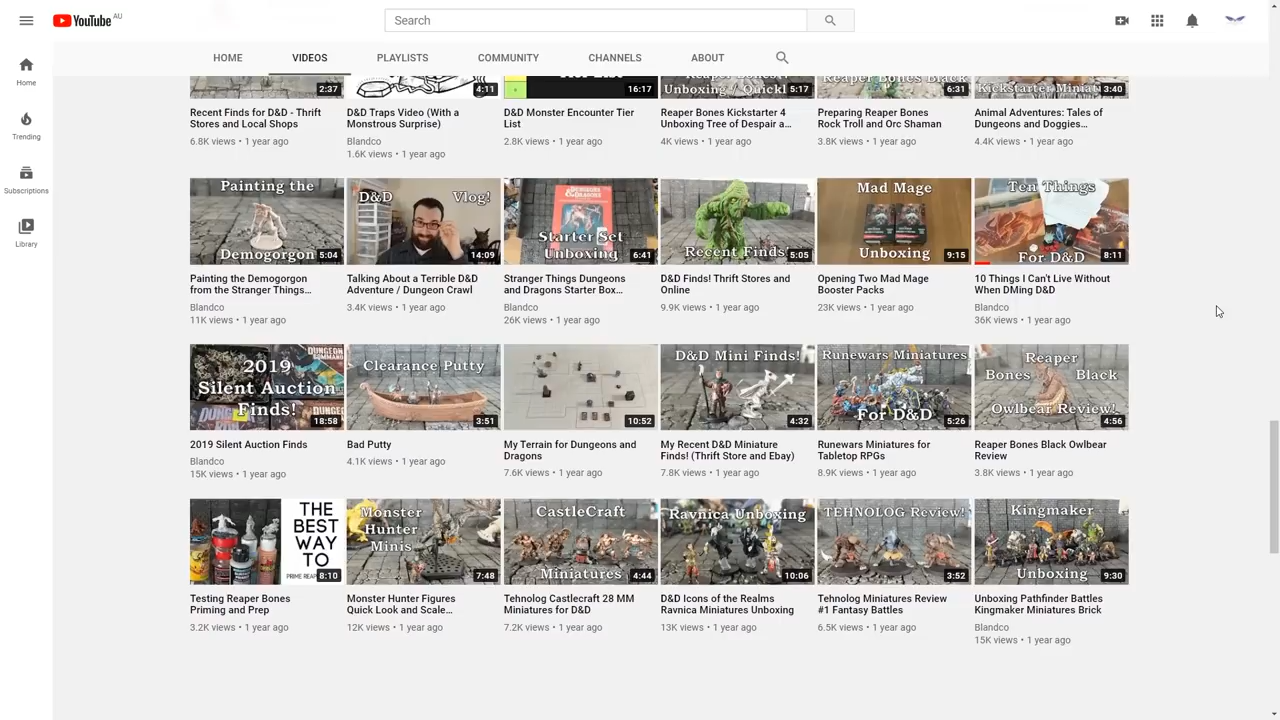 YouTube AU
Search
HOME VIDEOS PLAYLISTS COMMUNITY CHANNELS ABOUT
Home
Trending
Subscriptions
Library
2:37
4:11
16:17
Unboxing / Quickl
5:17
Reaper Bones Black
6:31
Kickstarter Miniat
3:40
Recent Finds for D&D - Thrift
Stores and Local Shops
6.8K views • 1 year ago
D&D Traps Video (With a
Monstrous Surprise)
Blandco
1.6K views • 1 year ago
D&D Monster Encounter Tier
List
2.8K views • 1 year ago
Reaper Bones Kickstarter 4
Unboxing Tree of Despair a...
4K views • 1 year ago
Preparing Reaper Bones
Rock Troll and Orc Shaman
3.8K views • 1 year ago
Animal Adventures: Tales of
Dungeons and Doggies...
4.4K views • 1 year ago
Painting the
Demogorgon
5:04
D&D Vlog!
14:09
Starter Set
Unboxing
6:41
Recent Finds!
5:05
Mad Mage
Unboxing
9:15
Ten Things
For D&D
8:11
Painting the Demogorgon
from the Stranger Things...
Blandco
11K views • 1 year ago
Talking About a Terrible D&D
Adventure / Dungeon Crawl
3.4K views • 1 year ago
Stranger Things Dungeons
and Dragons Starter Box...
Blandco
26K views • 1 year ago
D&D Finds! Thrift Stores and
Online
9.9K views • 1 year ago
Opening Two Mad Mage
Booster Packs
23K views • 1 year ago
10 Things I Can't Live Without
When DMing D&D
Blandco
36K views • 1 year ago
2019
Silent Auction
Finds!
18:58
Clearance Putty
3:51
10:52
D&D Mini Finds!
4:32
Runewars Miniatures
For D&D
5:26
Reaper
Bones Black
Owlbear Review!
4:56
2019 Silent Auction Finds
Blandco
15K views • 1 year ago
Bad Putty
4.1K views • 1 year ago
My Terrain for Dungeons and
Dragons
7.6K views • 1 year ago
My Recent D&D Miniature
Finds! (Thrift Store and Ebay)
7.8K views • 1 year ago
Runewars Miniatures for
Tabletop RPGs
8.9K views • 1 year ago
Reaper Bones Black Owlbear
Review
3.8K views • 1 year ago
THE
BEST
WAY
TO
PRIME REAP
8:10
Monster
Hunter
Minis
7:48
CastleCraft
Miniatures
4:44
Ravnica Unboxing
10:06
TEHNOLOG Review!
3:52
Kingmaker
Unboxing
9:30
Testing Reaper Bones
Priming and Prep
3.2K views • 1 year ago
Monster Hunter Figures
Quick Look and Scale...
12K views • 1 year ago
Tehnolog Castlecraft 28 MM
Miniatures for D&D
7.2K views • 1 year ago
D&D Icons of the Realms
Ravnica Miniatures Unboxing
13K views • 1 year ago
Tehnolog Miniatures Review
#1 Fantasy Battles
6.5K views • 1 year ago
Unboxing Pathfinder Battles
Kingmaker Miniatures Brick
Blandco
15K views • 1 year ago